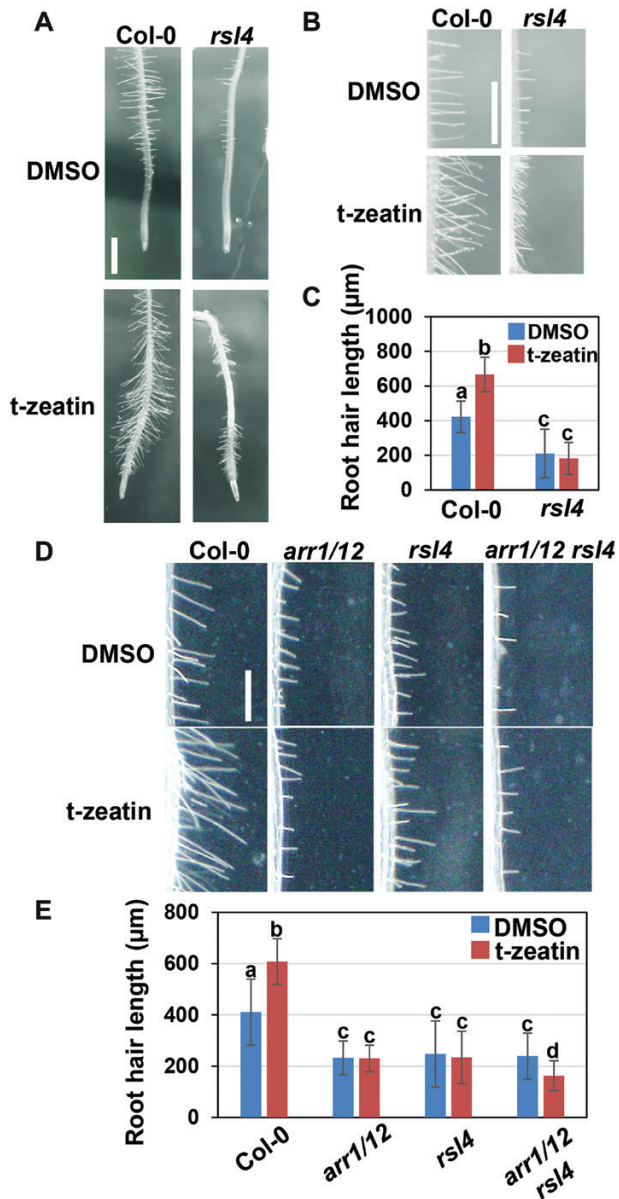 A
Col-0 rsl4
DMSO
t-zeatin
B
Col-0 rsl4
DMSO
t-zeatin
C
Root hair length (µm)
1000
800
600
400
200
0
DMSO
t-zeatin
a b c c
Col-0 rsl4
D
Col-0 arr1/12 rsl4 arr1/12 rsl4
DMSO
t-zeatin
E
Root hair length (µm)
800
600
400
200
0
DMSO
t-zeatin
a b c c c c c d
Col-0 arr1/12 rsl4 arr1/12
rsl4